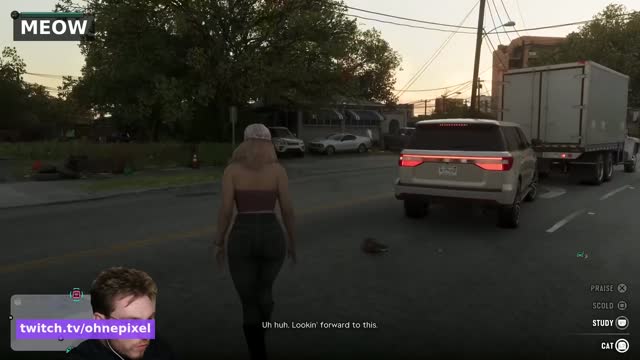 MEOW
Uh huh. Lookin' forward to this.
PRAISE
SCOLD
STUDY
CAT
twitch.tv/ohnepixel